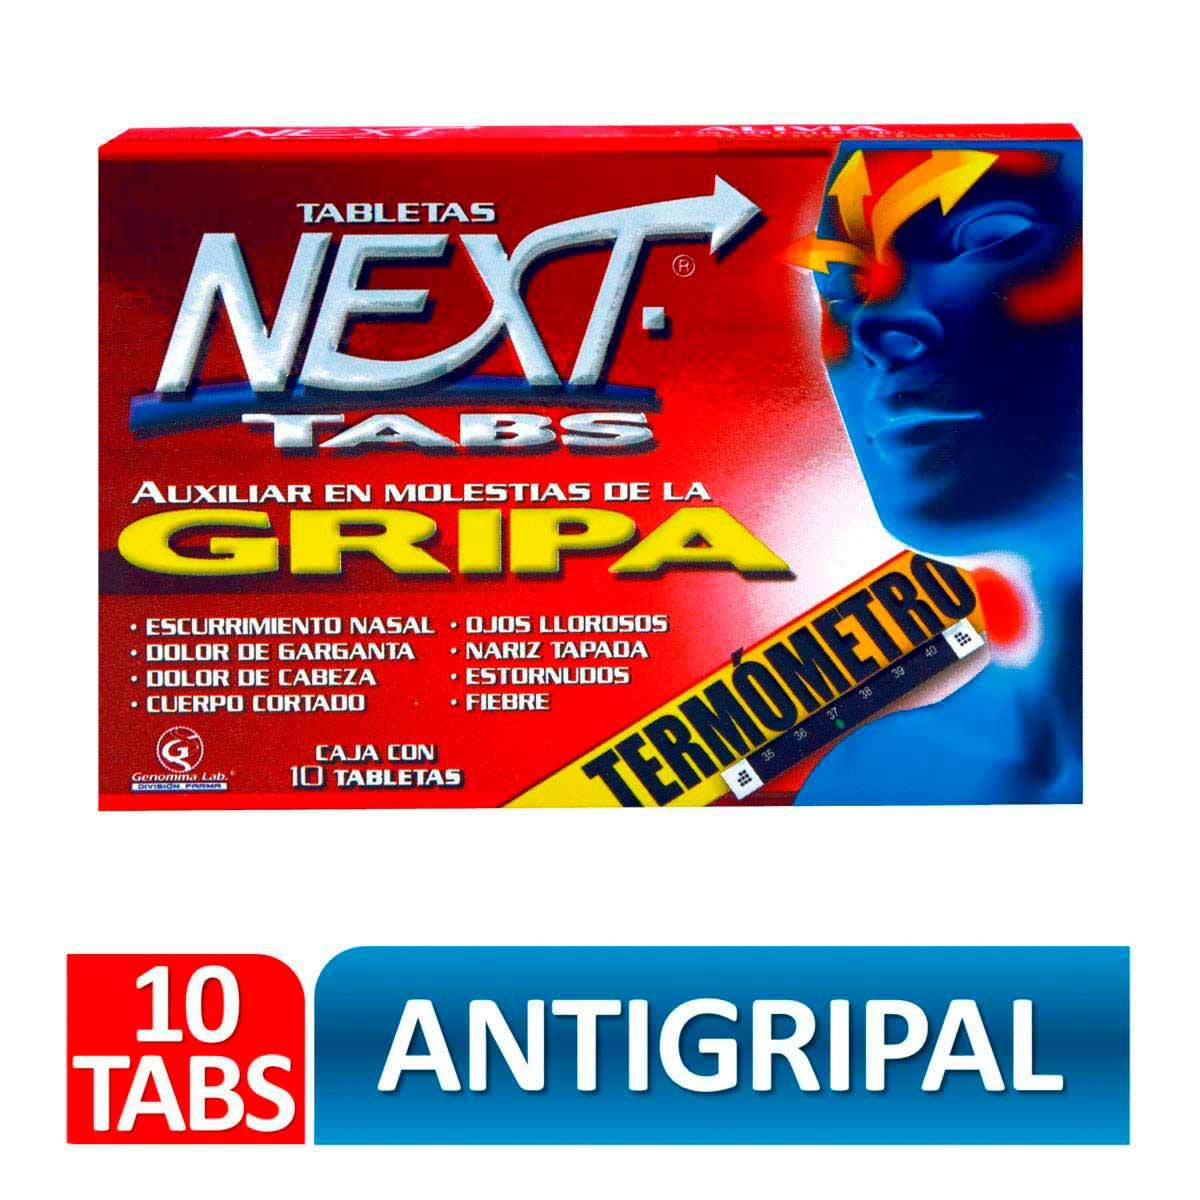 NEXT
ALIVIA
TABLETAS
NEXT.®
TABS
AUXILIAR EN MOLESTIAS DE LA
GRIPA
• ESCURRIMIENTO NASAL
• DOLOR DE GARGANTA
• DOLOR DE CABEZA
• CUERPO CORTADO
• OJOS LLOROSOS
• NARIZ TAPADA
• ESTORNUDOS
• FIEBRE
TERMÓMETRO
35 36 37 38 39 40
G
Genomma Lab.®
DIVISIÓN FARMA
CAJA CON
10 TABLETAS
10
TABS
ANTIGRIPAL